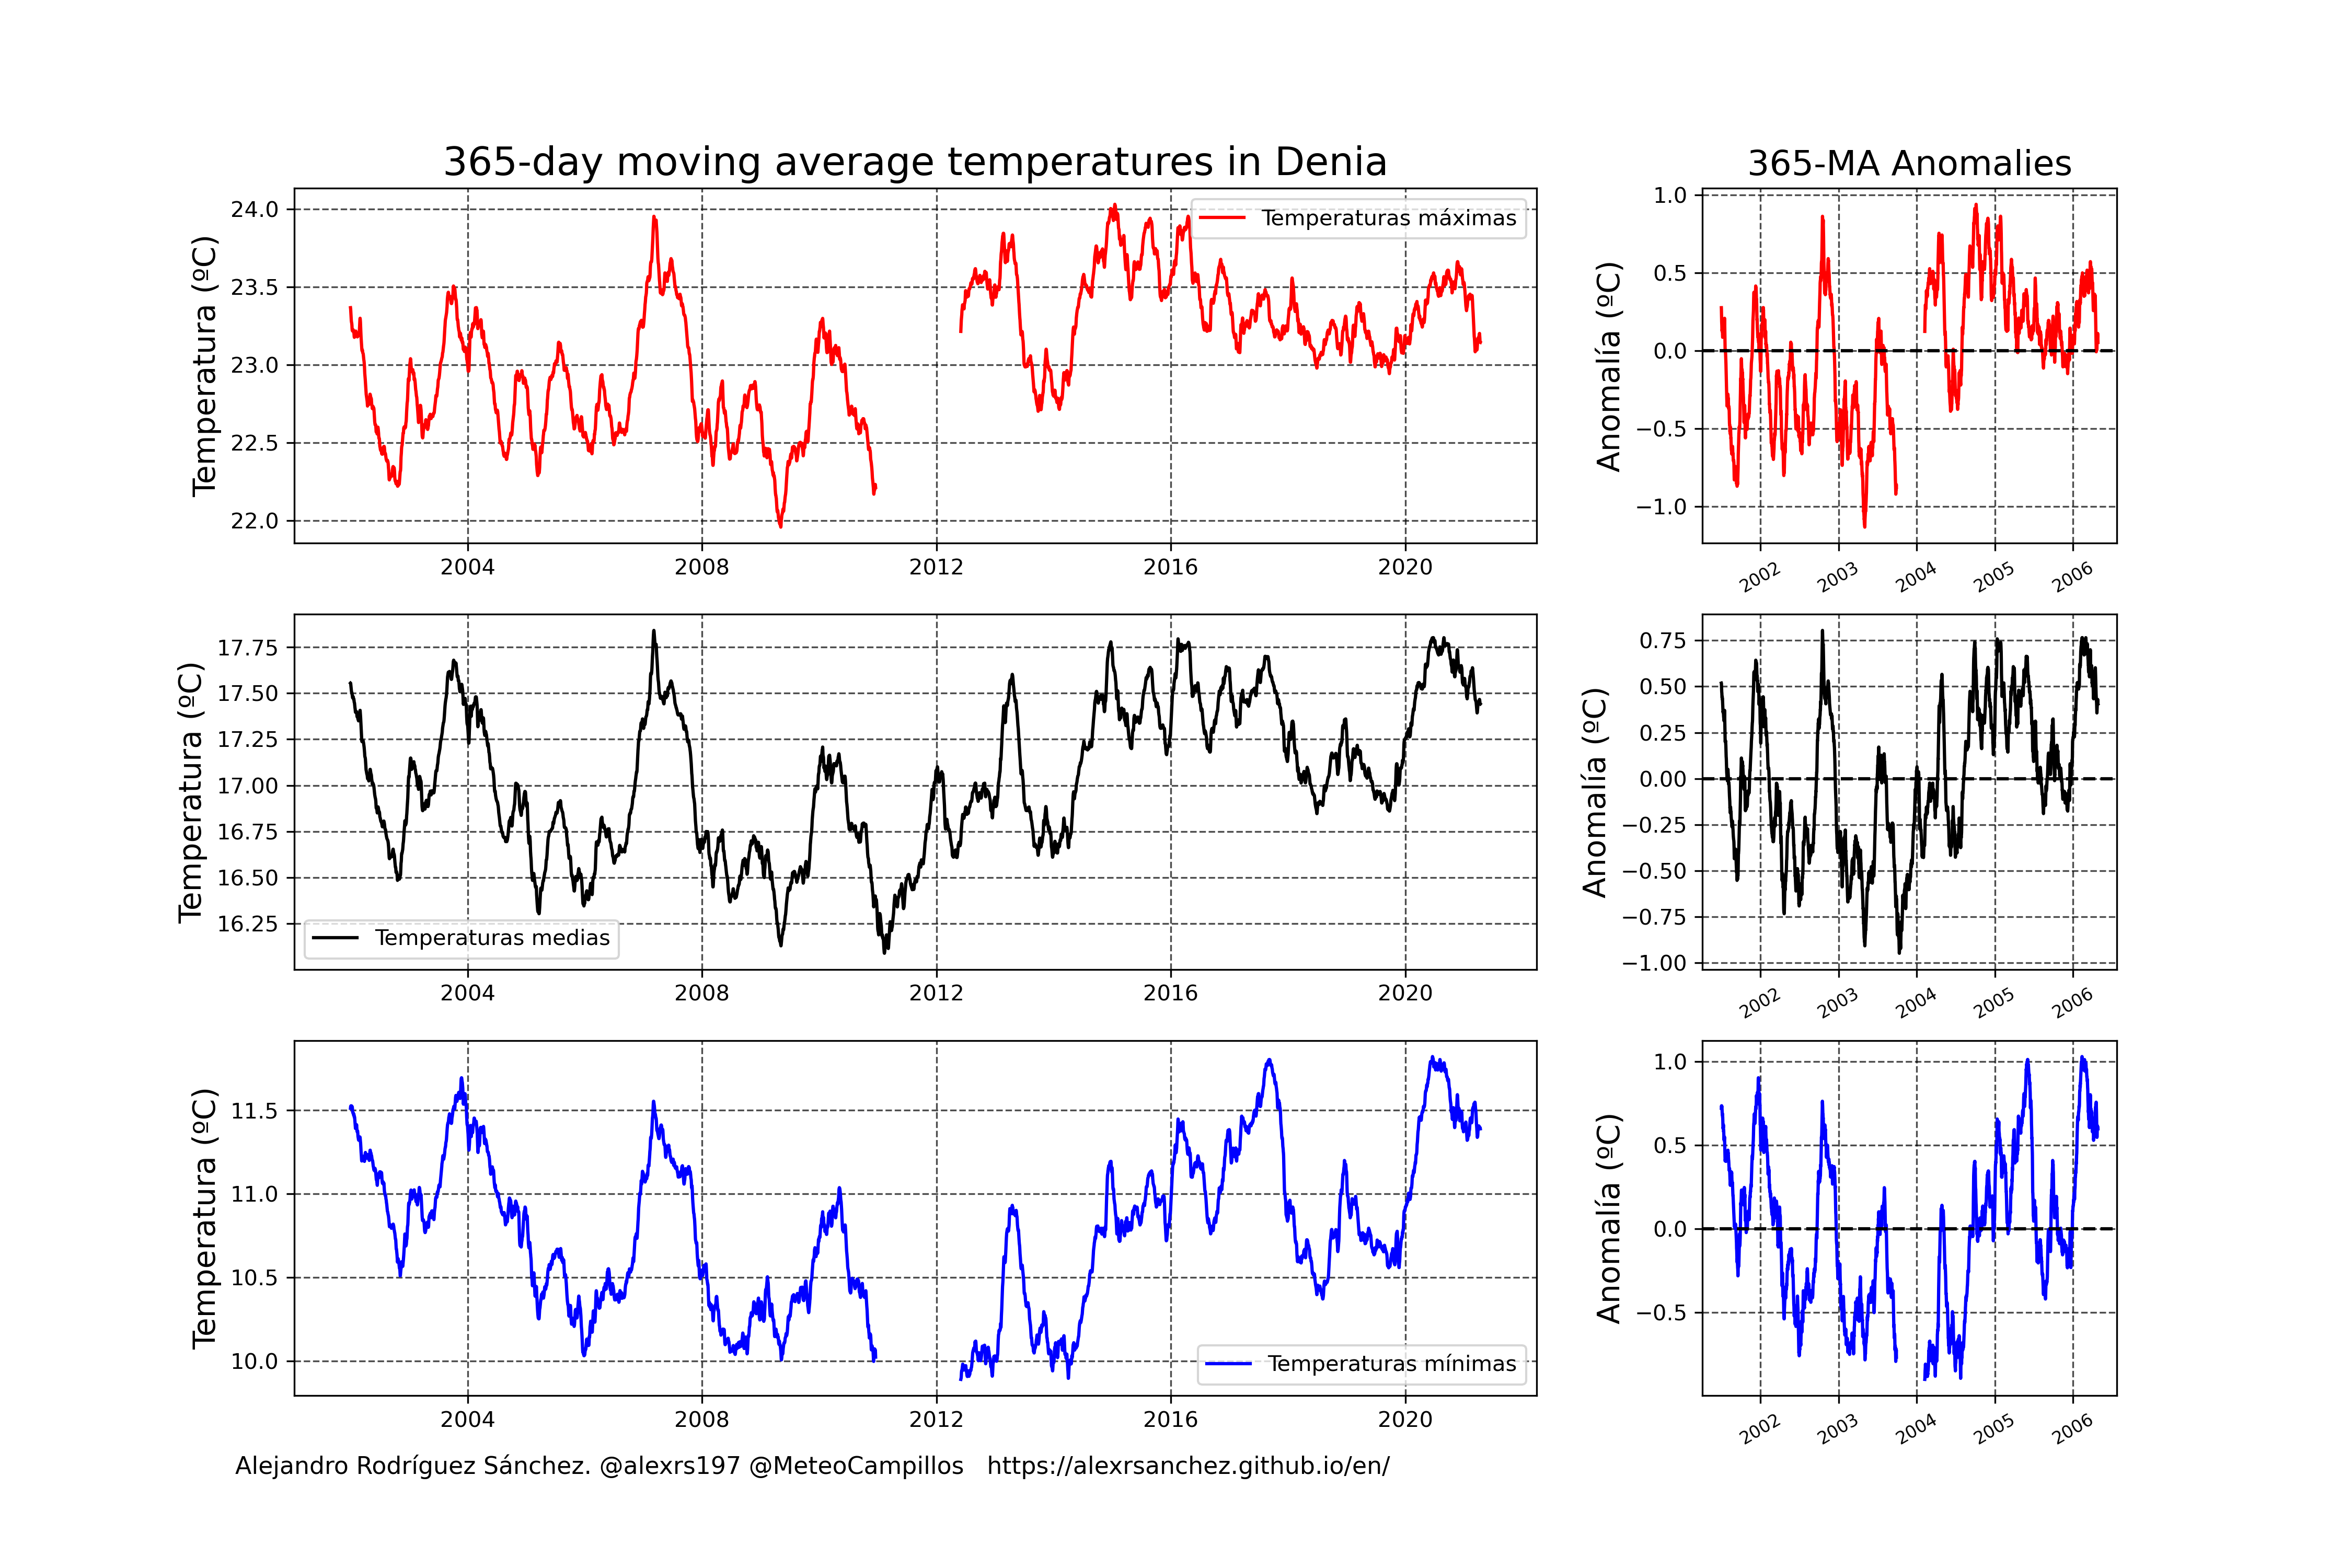 365-day moving average temperatures in Denia
365-MA Anomalies
Temperatura (ºC)
24.0
23.5
23.0
22.5
22.0
Temperaturas máximas
2004 2008 2012 2016 2020
Anomalía (ºC)
1.0
0.5
0.0
−0.5
−1.0
2002 2003 2004 2005 2006
Temperatura (ºC)
17.75
17.50
17.25
17.00
16.75
16.50
16.25
Temperaturas medias
2004 2008 2012 2016 2020
Anomalía (ºC)
0.75
0.50
0.25
0.00
−0.25
−0.50
−0.75
−1.00
2002 2003 2004 2005 2006
Temperatura (ºC)
11.5
11.0
10.5
10.0
Temperaturas mínimas
2004 2008 2012 2016 2020
Anomalía (ºC)
1.0
0.5
0.0
−0.5
2002 2003 2004 2005 2006
Alejandro Rodríguez Sánchez. @alexrs197 @MeteoCampillos https://alexrsanchez.github.io/en/